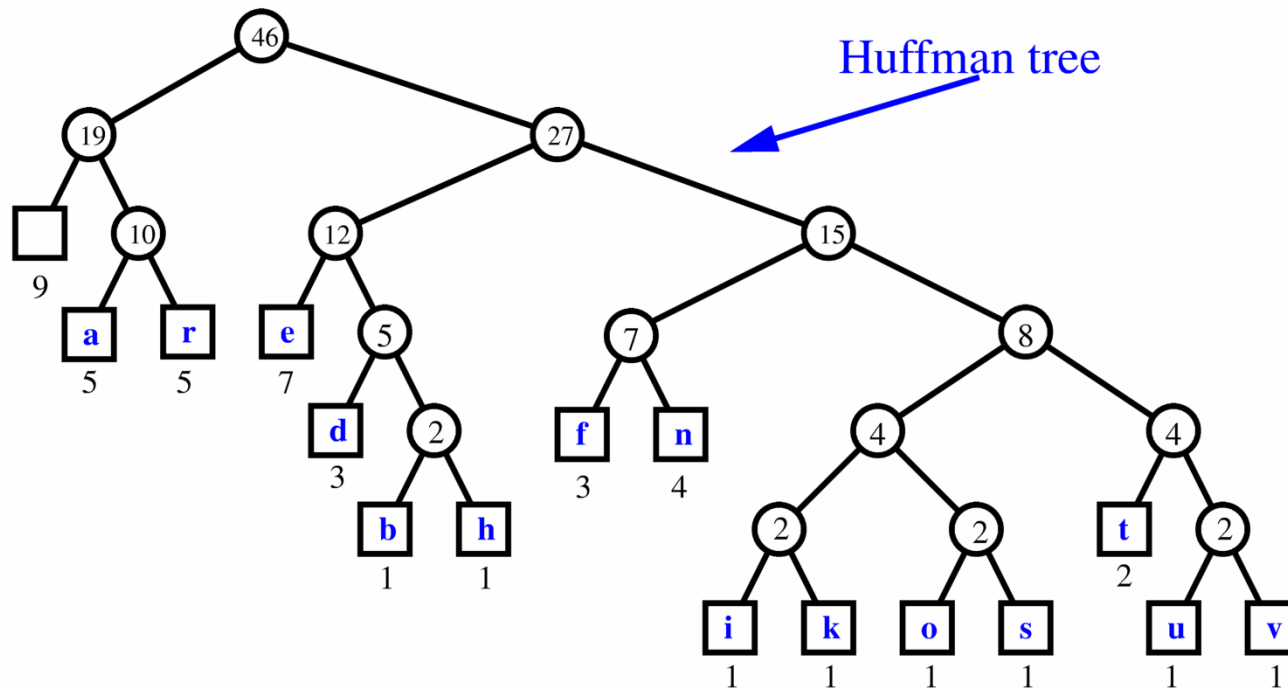 46
Huffman tree
19 27
10 12 15
9
a r e 5 7 8
5 5 7
d 2 f n 4 4
3 3 4
b h 2 2 t 2
1 1 2
i k o s u v
1 1 1 1 1 1